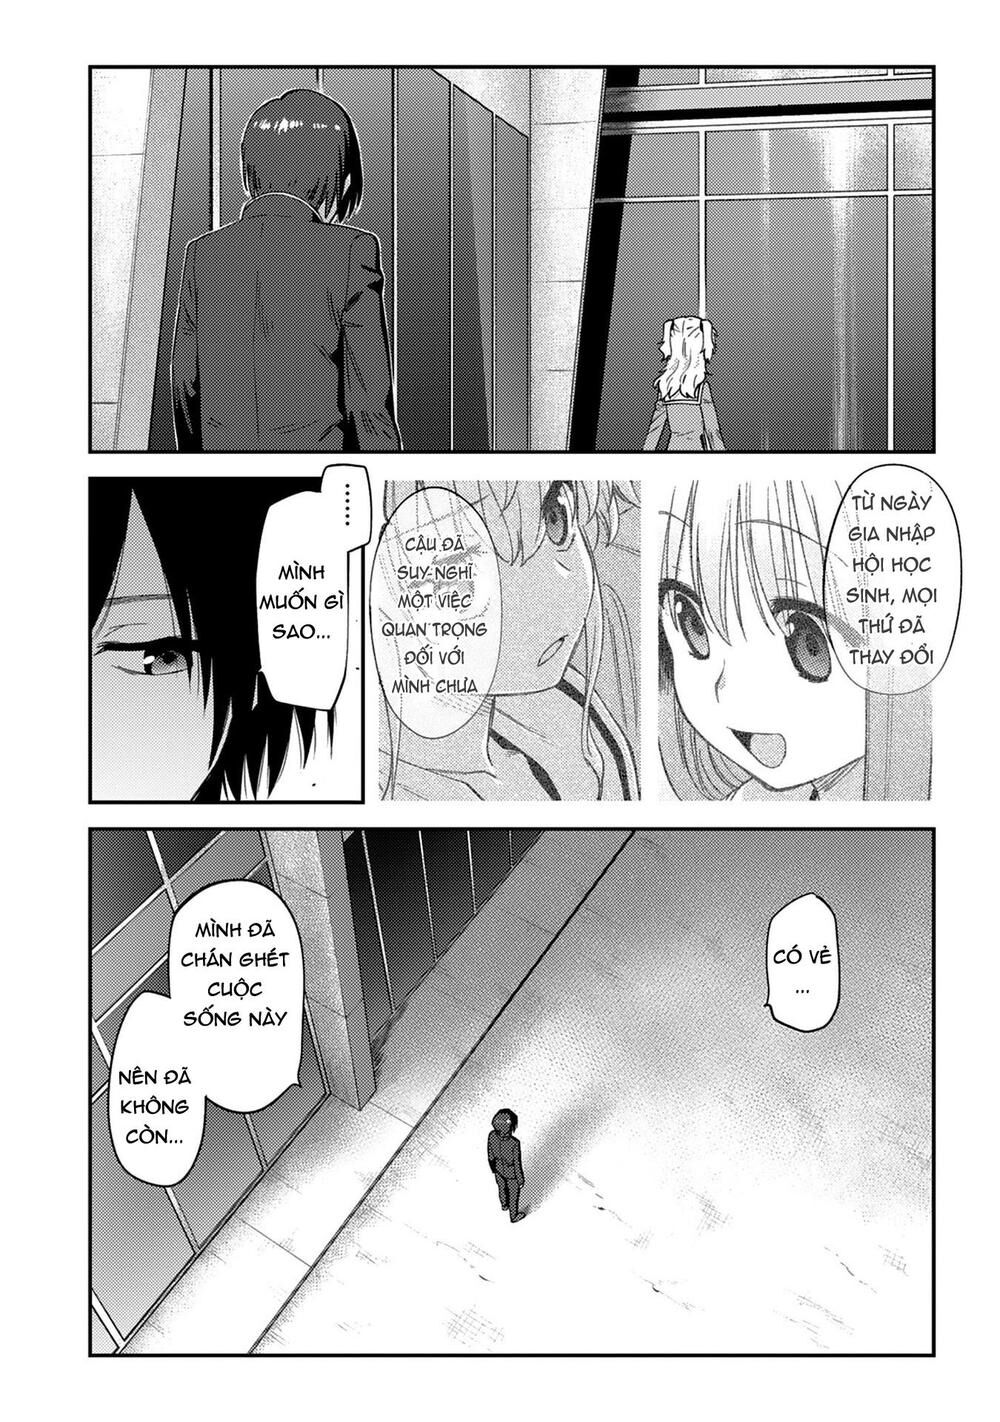 TỪ NGÀY
GIA NHẬP
HỘI HỌC
SINH, MỌI
THỨ ĐÃ
THAY ĐỔI
CẬU ĐÃ
SUY NGHĨ
MỘT VIỆC
QUAN TRỌNG
ĐỐI VỚI
MÌNH CHƯA
......
MÌNH
MUỐN GÌ
SAO...
CÓ VẺ
...
MÌNH ĐÃ
CHÁN GHÉT
CUỘC
SỐNG NÀY
NÊN ĐÃ
KHÔNG
CÒN...